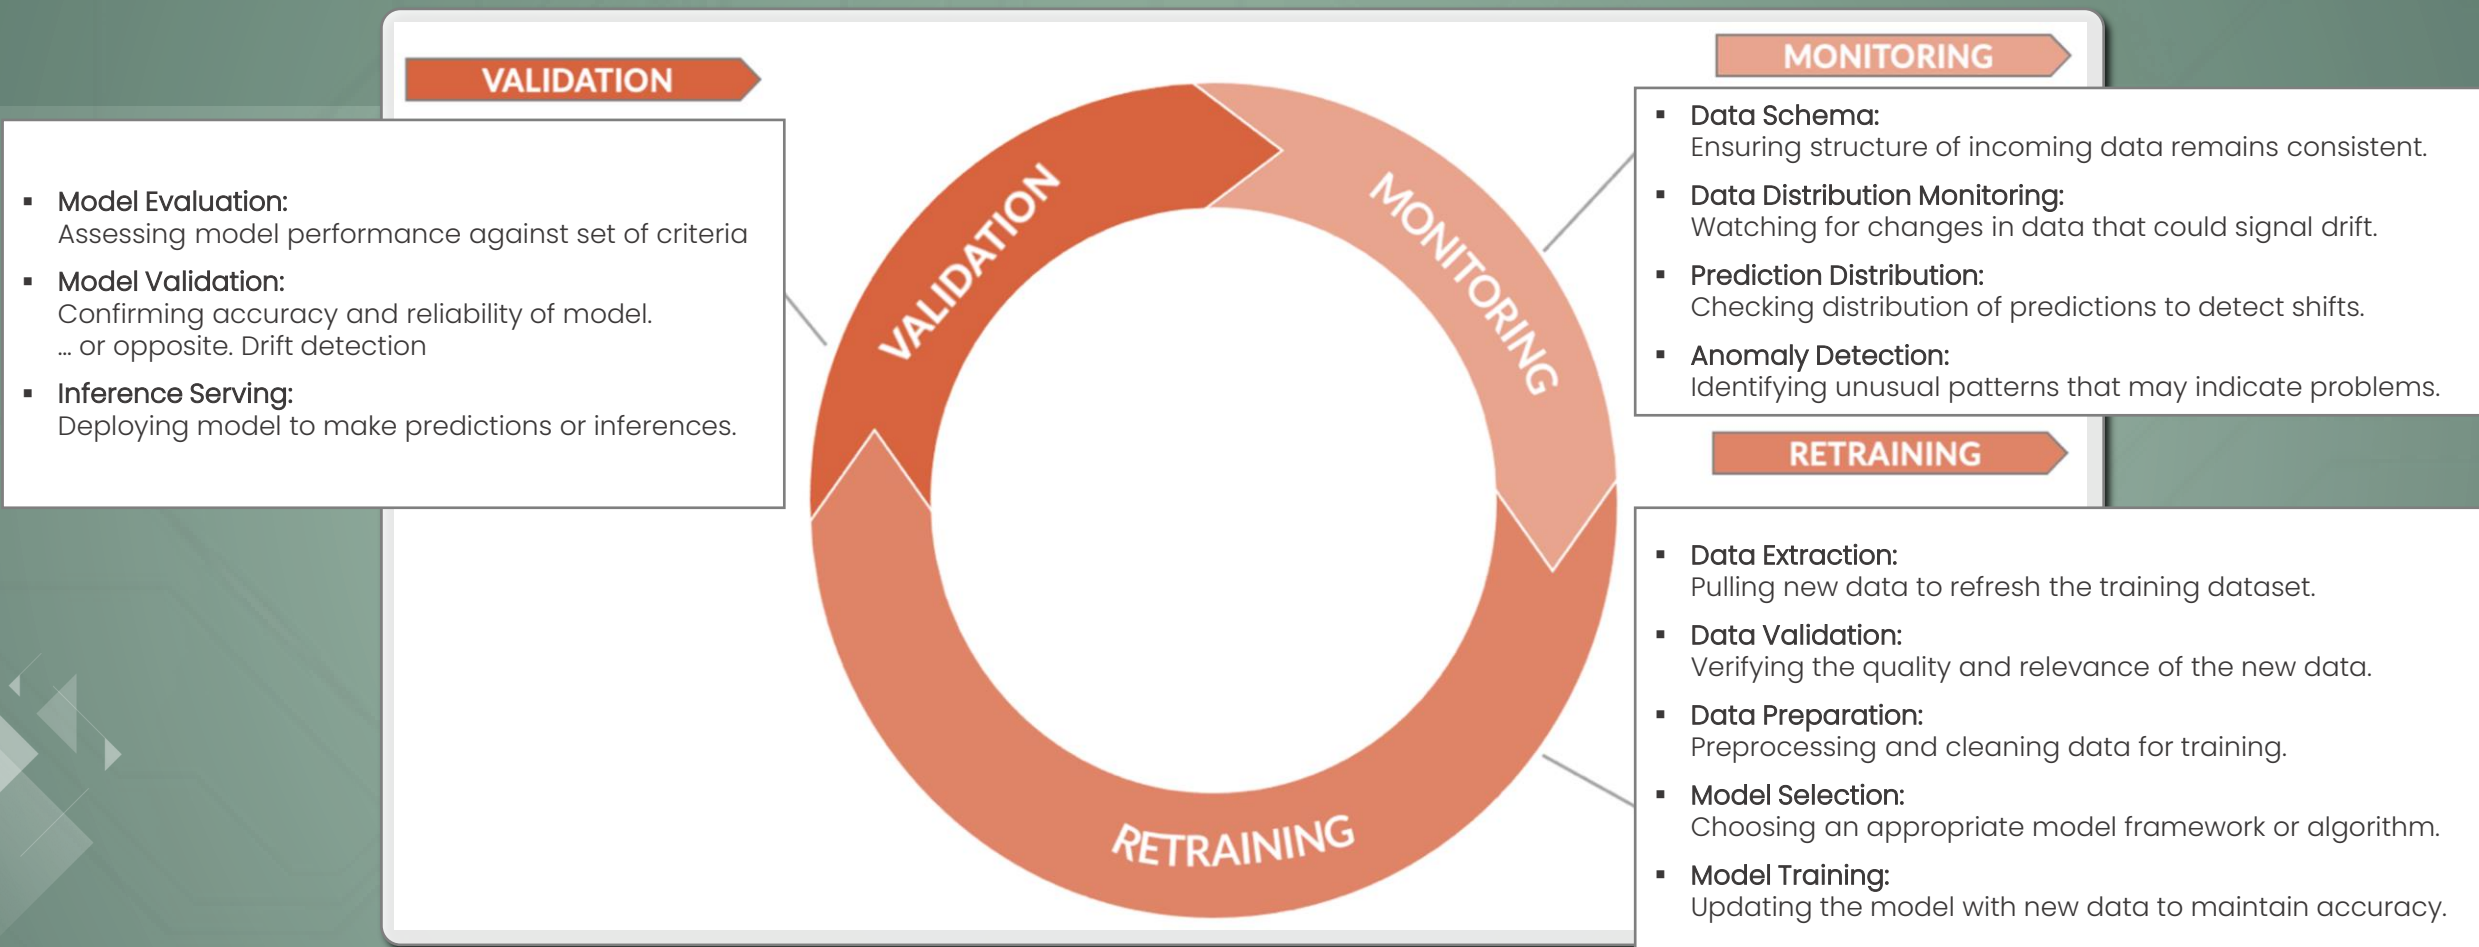 VALIDATION
▪ Model Evaluation:
Assessing model performance against set of criteria
▪ Model Validation:
Confirming accuracy and reliability of model.
... or opposite. Drift detection
▪ Inference Serving:
Deploying model to make predictions or inferences.
VALIDATION
MONITORING
RETRAINING
MONITORING
▪ Data Schema:
Ensuring structure of incoming data remains consistent.
▪ Data Distribution Monitoring:
Watching for changes in data that could signal drift.
▪ Prediction Distribution:
Checking distribution of predictions to detect shifts.
▪ Anomaly Detection:
Identifying unusual patterns that may indicate problems.
RETRAINING
▪ Data Extraction:
Pulling new data to refresh the training dataset.
▪ Data Validation:
Verifying the quality and relevance of the new data.
▪ Data Preparation:
Preprocessing and cleaning data for training.
▪ Model Selection:
Choosing an appropriate model framework or algorithm.
▪ Model Training:
Updating the model with new data to maintain accuracy.